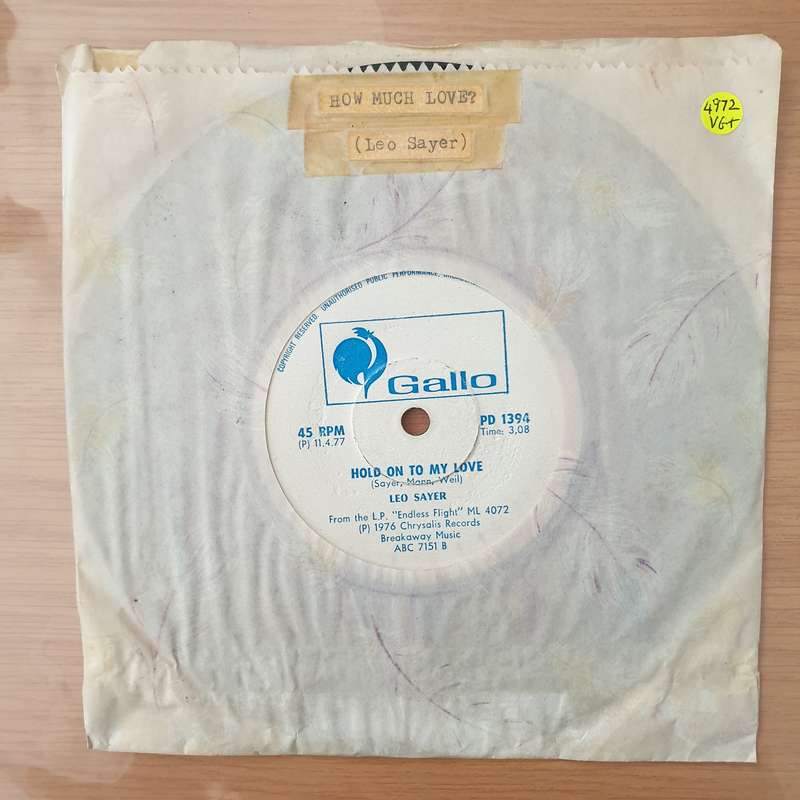 HOW MUCH LOVE?
(Leo Sayer)
4972
VG+
COPYRIGHT RESERVED. UNAUTHORISED PUBLIC PERFORMANCE,
Gallo
45 RPM
(P) 11.4.77
PD 1394
Time: 3,08
HOLD ON TO MY LOVE
(Sayer, Mann, Weil)
LEO SAYER
From the L.P. "Endless Flight" ML 4072
(P) 1976 Chrysalis Records
Breakaway Music
ABC 7151 B